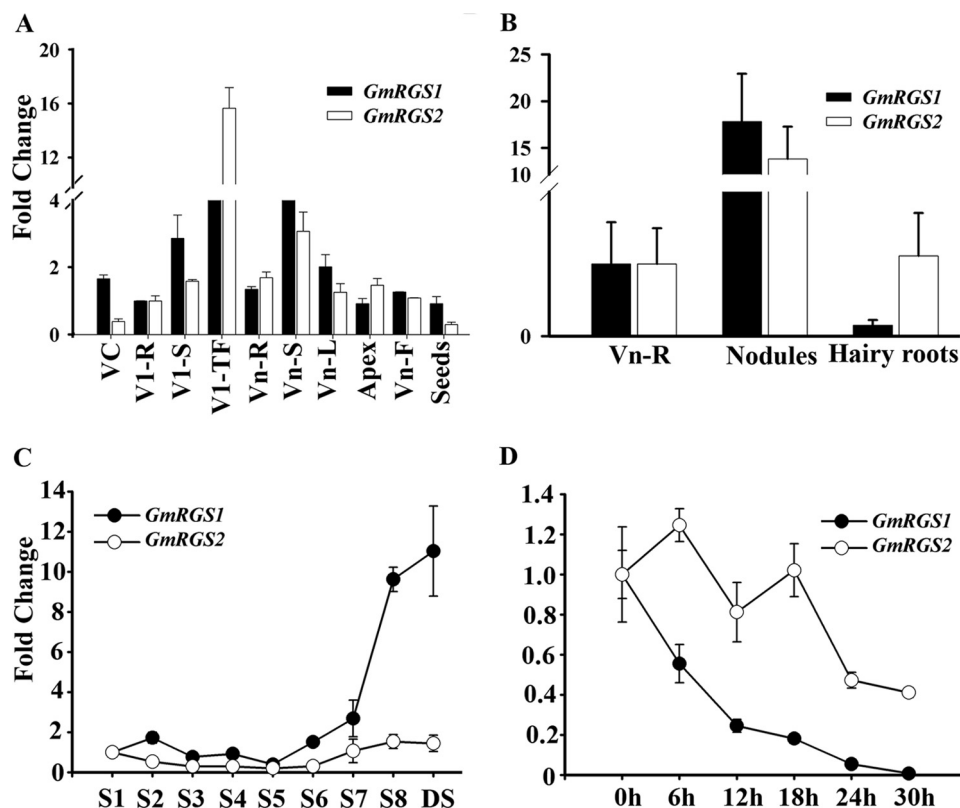 A
20
16
12
4
2
0
Fold Change
GmRGS1
GmRGS2
VC
V1-R
V1-S
V1-TF
Vn-R
Vn-S
Vn-L
Apex
Vn-F
Seeds
B
25
20
15
10
0
GmRGS1
GmRGS2
Vn-R Nodules Hairy roots
C
14
12
10
8
6
4
2
0
Fold Change
GmRGS1
GmRGS2
S1 S2 S3 S4 S5 S6 S7 S8 DS
D
1.4
1.2
1.0
0.8
0.6
0.4
0.2
0
GmRGS1
GmRGS2
0h 6h 12h 18h 24h 30h